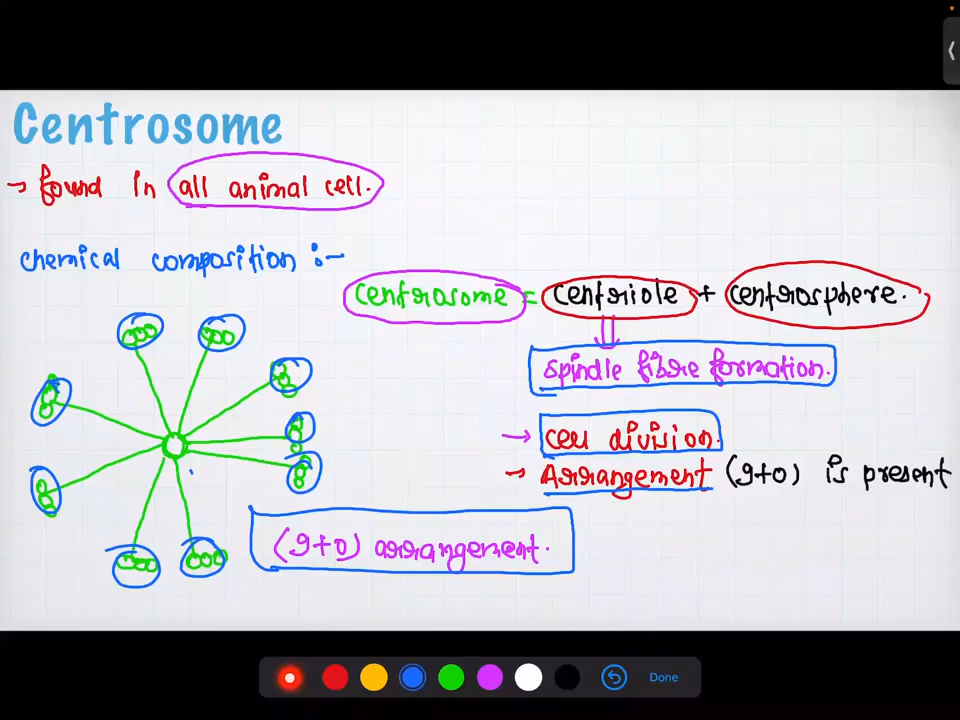 Centrosome
→ found In all animal cell.
chemical composition :-
centrosome = centriole + centrosphere.
spindle fibre formation.
→ cell division.
→ Arrangement (9+0) is present
(9+0) arrangement.
Done